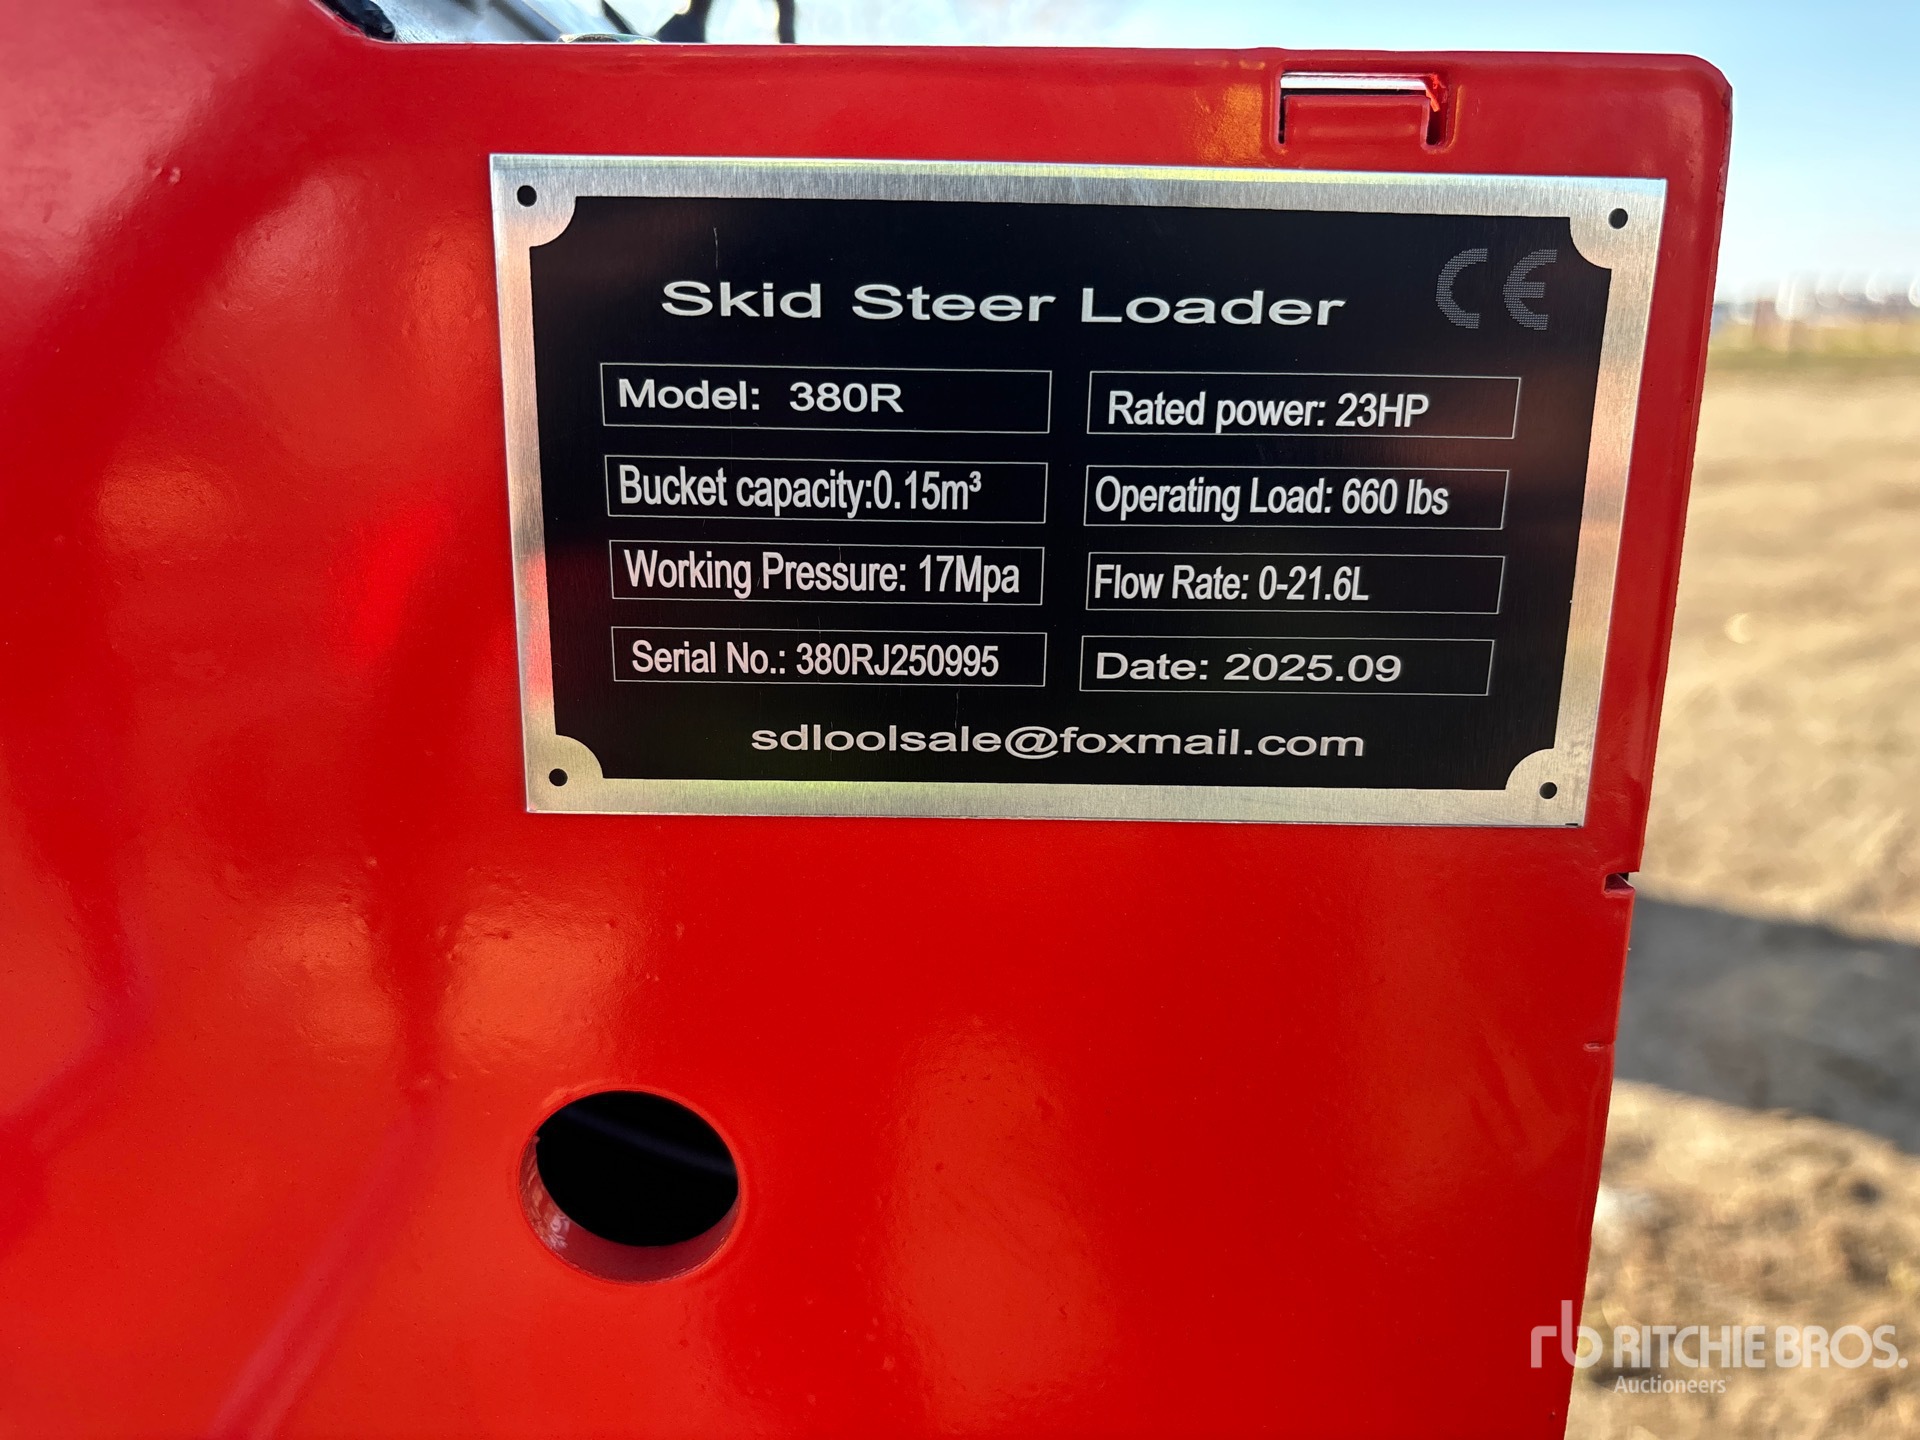 CE
Skid Steer Loader
Model: 380R
Rated power: 23HP
Bucket capacity:0.15m³
Operating Load: 660 lbs
Working Pressure: 17Mpa
Flow Rate: 0-21.6L
Serial No.: 380RJ250995
Date: 2025.09
sdloolsale@foxmail.com
rb RITCHIE BROS.
Auctioneers